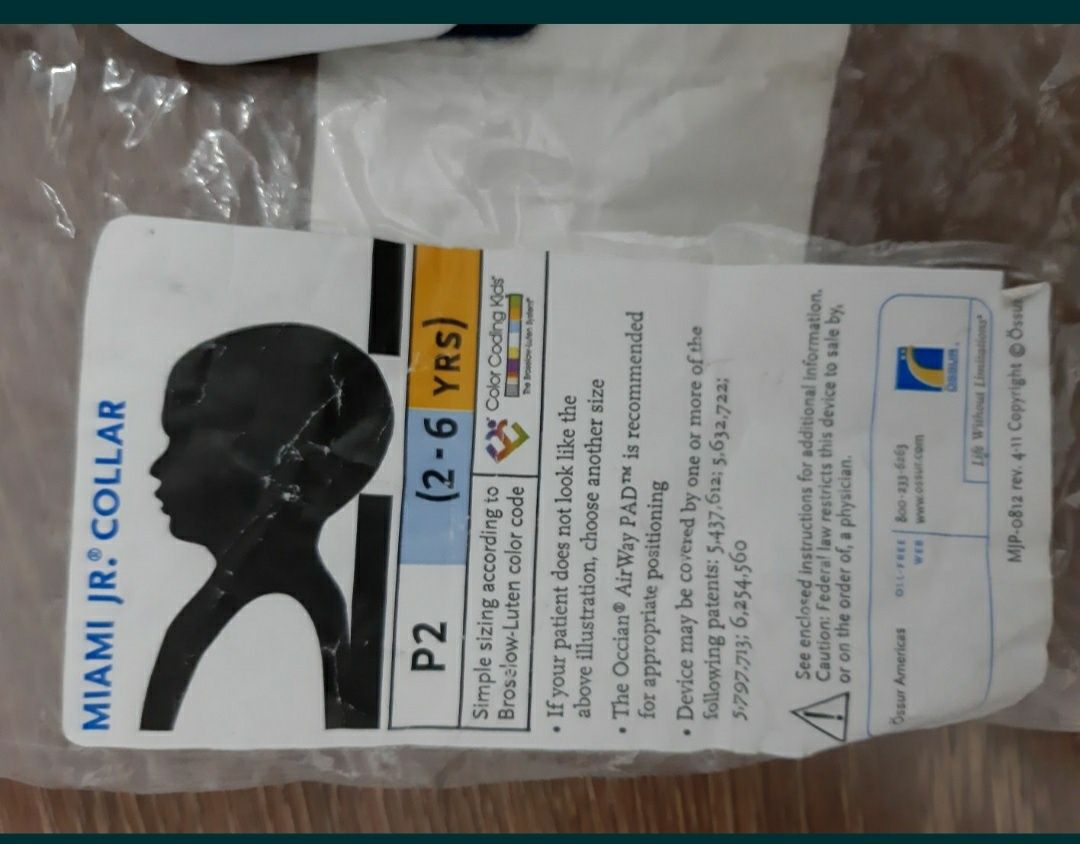 MIAMI JR.® COLLAR
P2 (2-6 YRS)
Simple sizing according to
Broselow-Luten color code
Color Coding Kids
The Broselow-Luten System
• If your patient does not look like the
above illustration, choose another size
• The Occian® AirWay PAD™ is recommended
for appropriate positioning
• Device may be covered by one or more of the
following patents: 5,437,612; 5,632,722;
5,797,713; 6,254,560
See enclosed instructions for additional information.
Caution: Federal law restricts this device to sale by,
or on the order of, a physician.
Össur Americas
OLL-FREE 800-233-6263
WEB www.ossur.com
ÖSSUR.
Life Without Limitations®
MJP-0812 rev. 4-11 Copyright © Össur